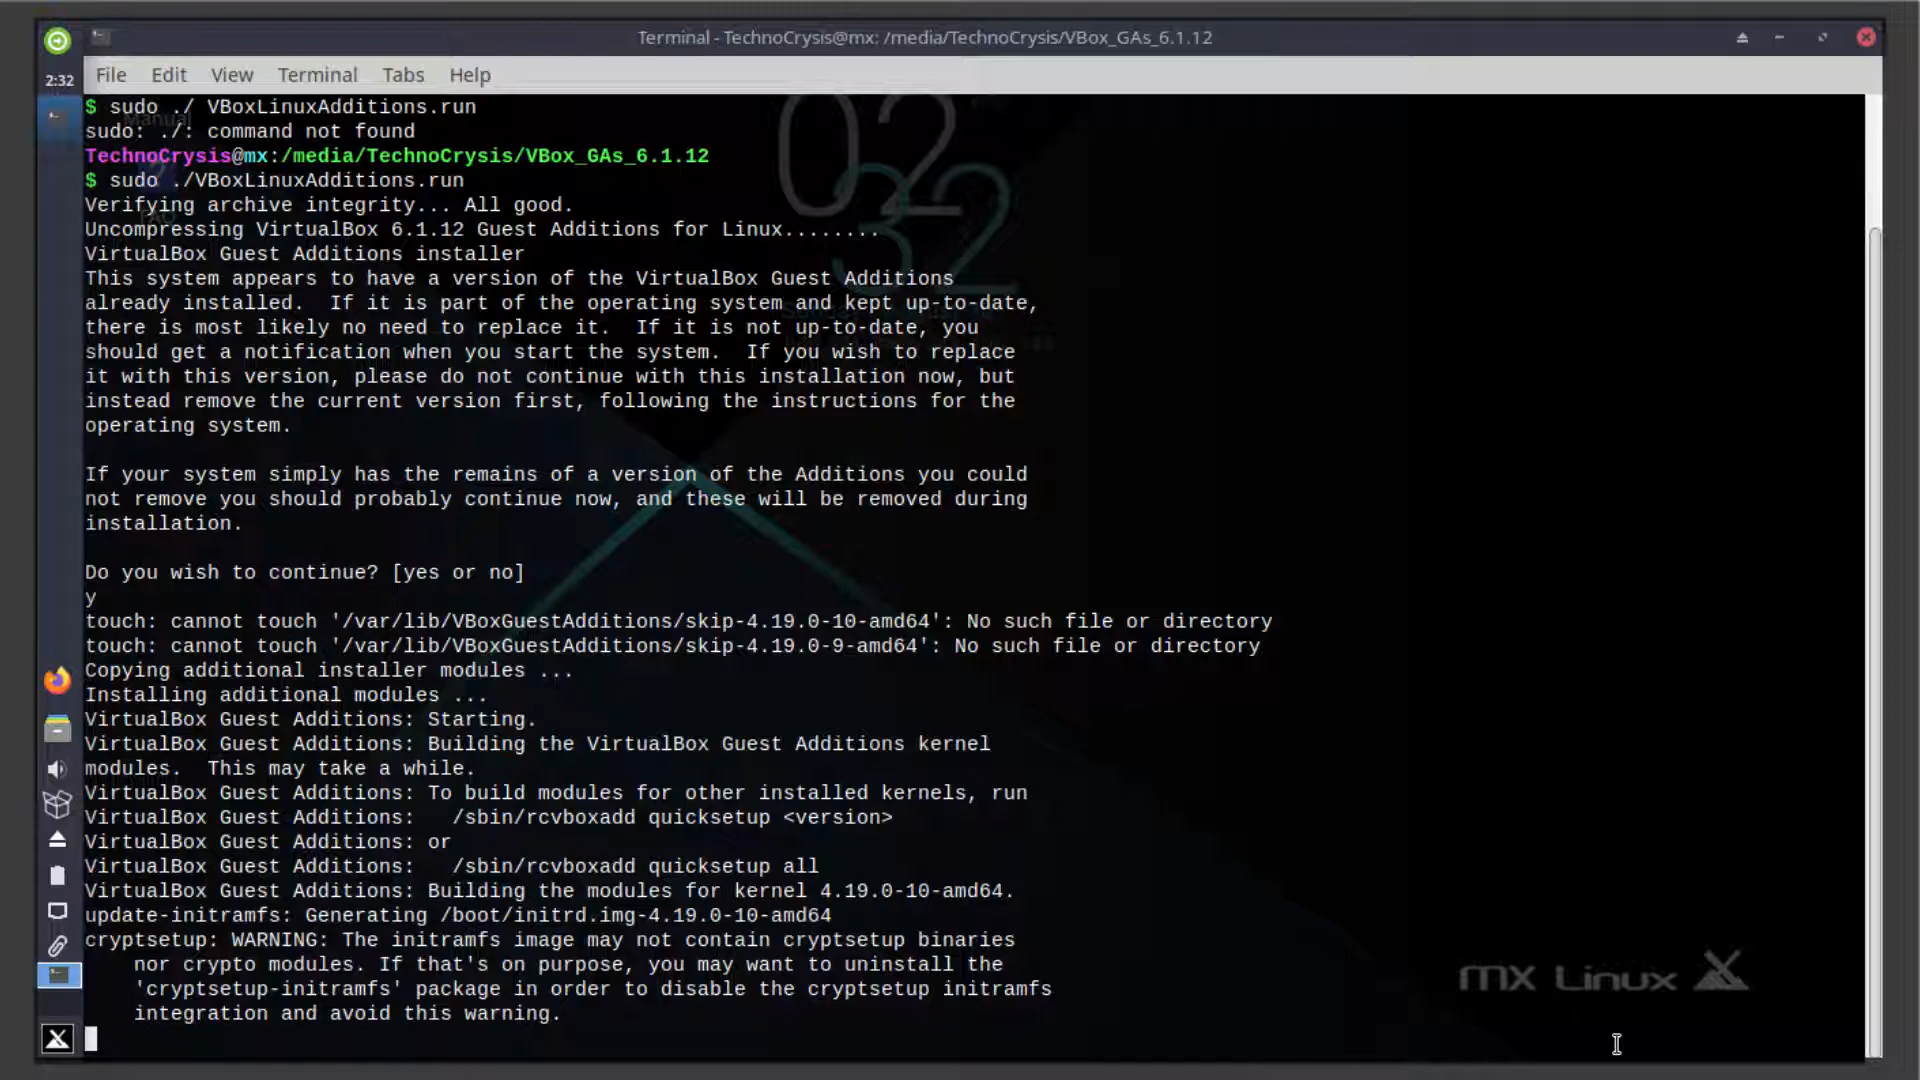 Terminal - TechnoCrysis@mx: /media/TechnoCrysis/VBox_GAs_6.1.12
2:32
File Edit View Terminal Tabs Help
$ sudo ./ VBoxLinuxAdditions.run
Manual
sudo: ./: command not found
TechnoCrysis@mx:/media/TechnoCrysis/VBox_GAs_6.1.12
$ sudo ./VBoxLinuxAdditions.run
Verifying archive integrity... All good.
FAQ
Uncompressing VirtualBox 6.1.12 Guest Additions for Linux........
VirtualBox Guest Additions installer
This system appears to have a version of the VirtualBox Guest Additions
already installed.  If it is part of the operating system and kept up-to-date,
there is most likely no need to replace it.  If it is not up-to-date, you
should get a notification when you start the system.  If you wish to replace
it with this version, please do not continue with this installation now, but
instead remove the current version first, following the instructions for the
operating system.
If your system simply has the remains of a version of the Additions you could
not remove you should probably continue now, and these will be removed during
installation.
Do you wish to continue? [yes or no]
y
touch: cannot touch '/var/lib/VBoxGuestAdditions/skip-4.19.0-10-amd64': No such file or directory
touch: cannot touch '/var/lib/VBoxGuestAdditions/skip-4.19.0-9-amd64': No such file or directory
Copying additional installer modules ...
Installing additional modules ...
VirtualBox Guest Additions: Starting.
VirtualBox Guest Additions: Building the VirtualBox Guest Additions kernel
modules.  This may take a while.
VirtualBox Guest Additions: To build modules for other installed kernels, run
VirtualBox Guest Additions:   /sbin/rcvboxadd quicksetup <version>
VirtualBox Guest Additions: or
VirtualBox Guest Additions:   /sbin/rcvboxadd quicksetup all
VirtualBox Guest Additions: Building the modules for kernel 4.19.0-10-amd64.
update-initramfs: Generating /boot/initrd.img-4.19.0-10-amd64
cryptsetup: WARNING: The initramfs image may not contain cryptsetup binaries
    nor crypto modules. If that's on purpose, you may want to uninstall the
    'cryptsetup-initramfs' package in order to disable the cryptsetup initramfs
    integration and avoid this warning.
02
32
MX Linux